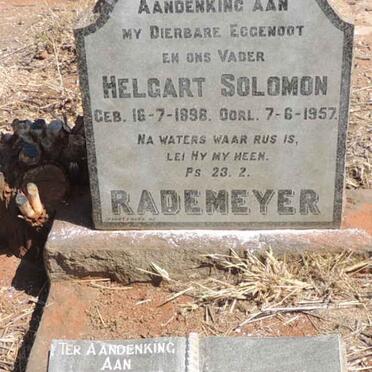 AANDENKING AAN
MY DIERBARE EGGENOOT
EN ONS VADER
HELGART SOLOMON
GEB. 16-7-1898. OORL. 7-6-1957.
NA WATERS WAAR RUS IS,
LEI HY MY HEEN.
PS 23. 2.
RADEMEYER
TER AANDENKING
AAN